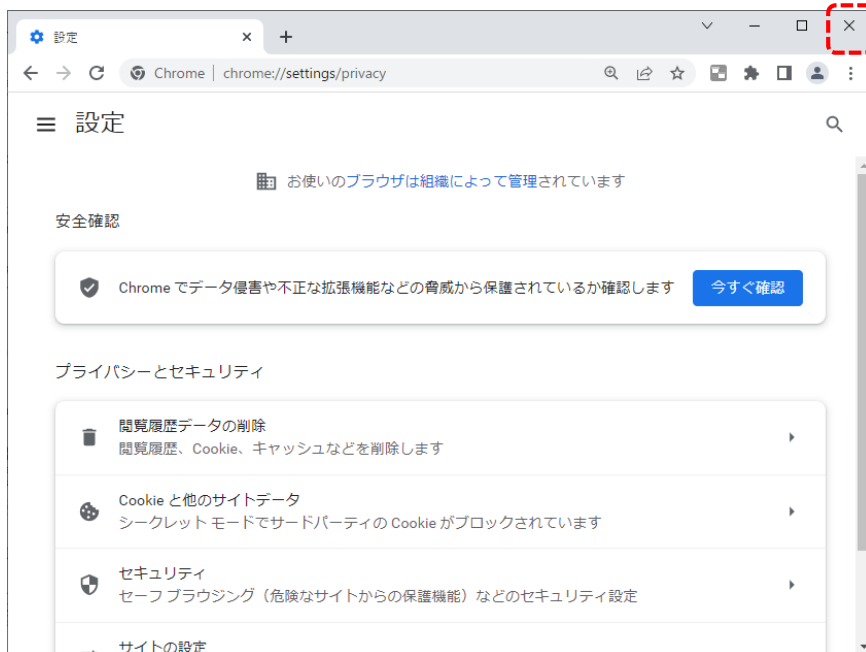 設定
Chrome chrome://settings/privacy
設定
お使いのブラウザは組織によって管理されています
安全確認
Chrome でデータ侵害や不正な拡張機能などの脅威から保護されているか確認します
今すぐ確認
プライバシーとセキュリティ
閲覧履歴データの削除
閲覧履歴、Cookie、キャッシュなどを削除します
Cookie と他のサイトデータ
シークレット モードでサードパーティの Cookie がブロックされています
セキュリティ
セーフ ブラウジング（危険なサイトからの保護機能）などのセキュリティ設定
サイトの設定